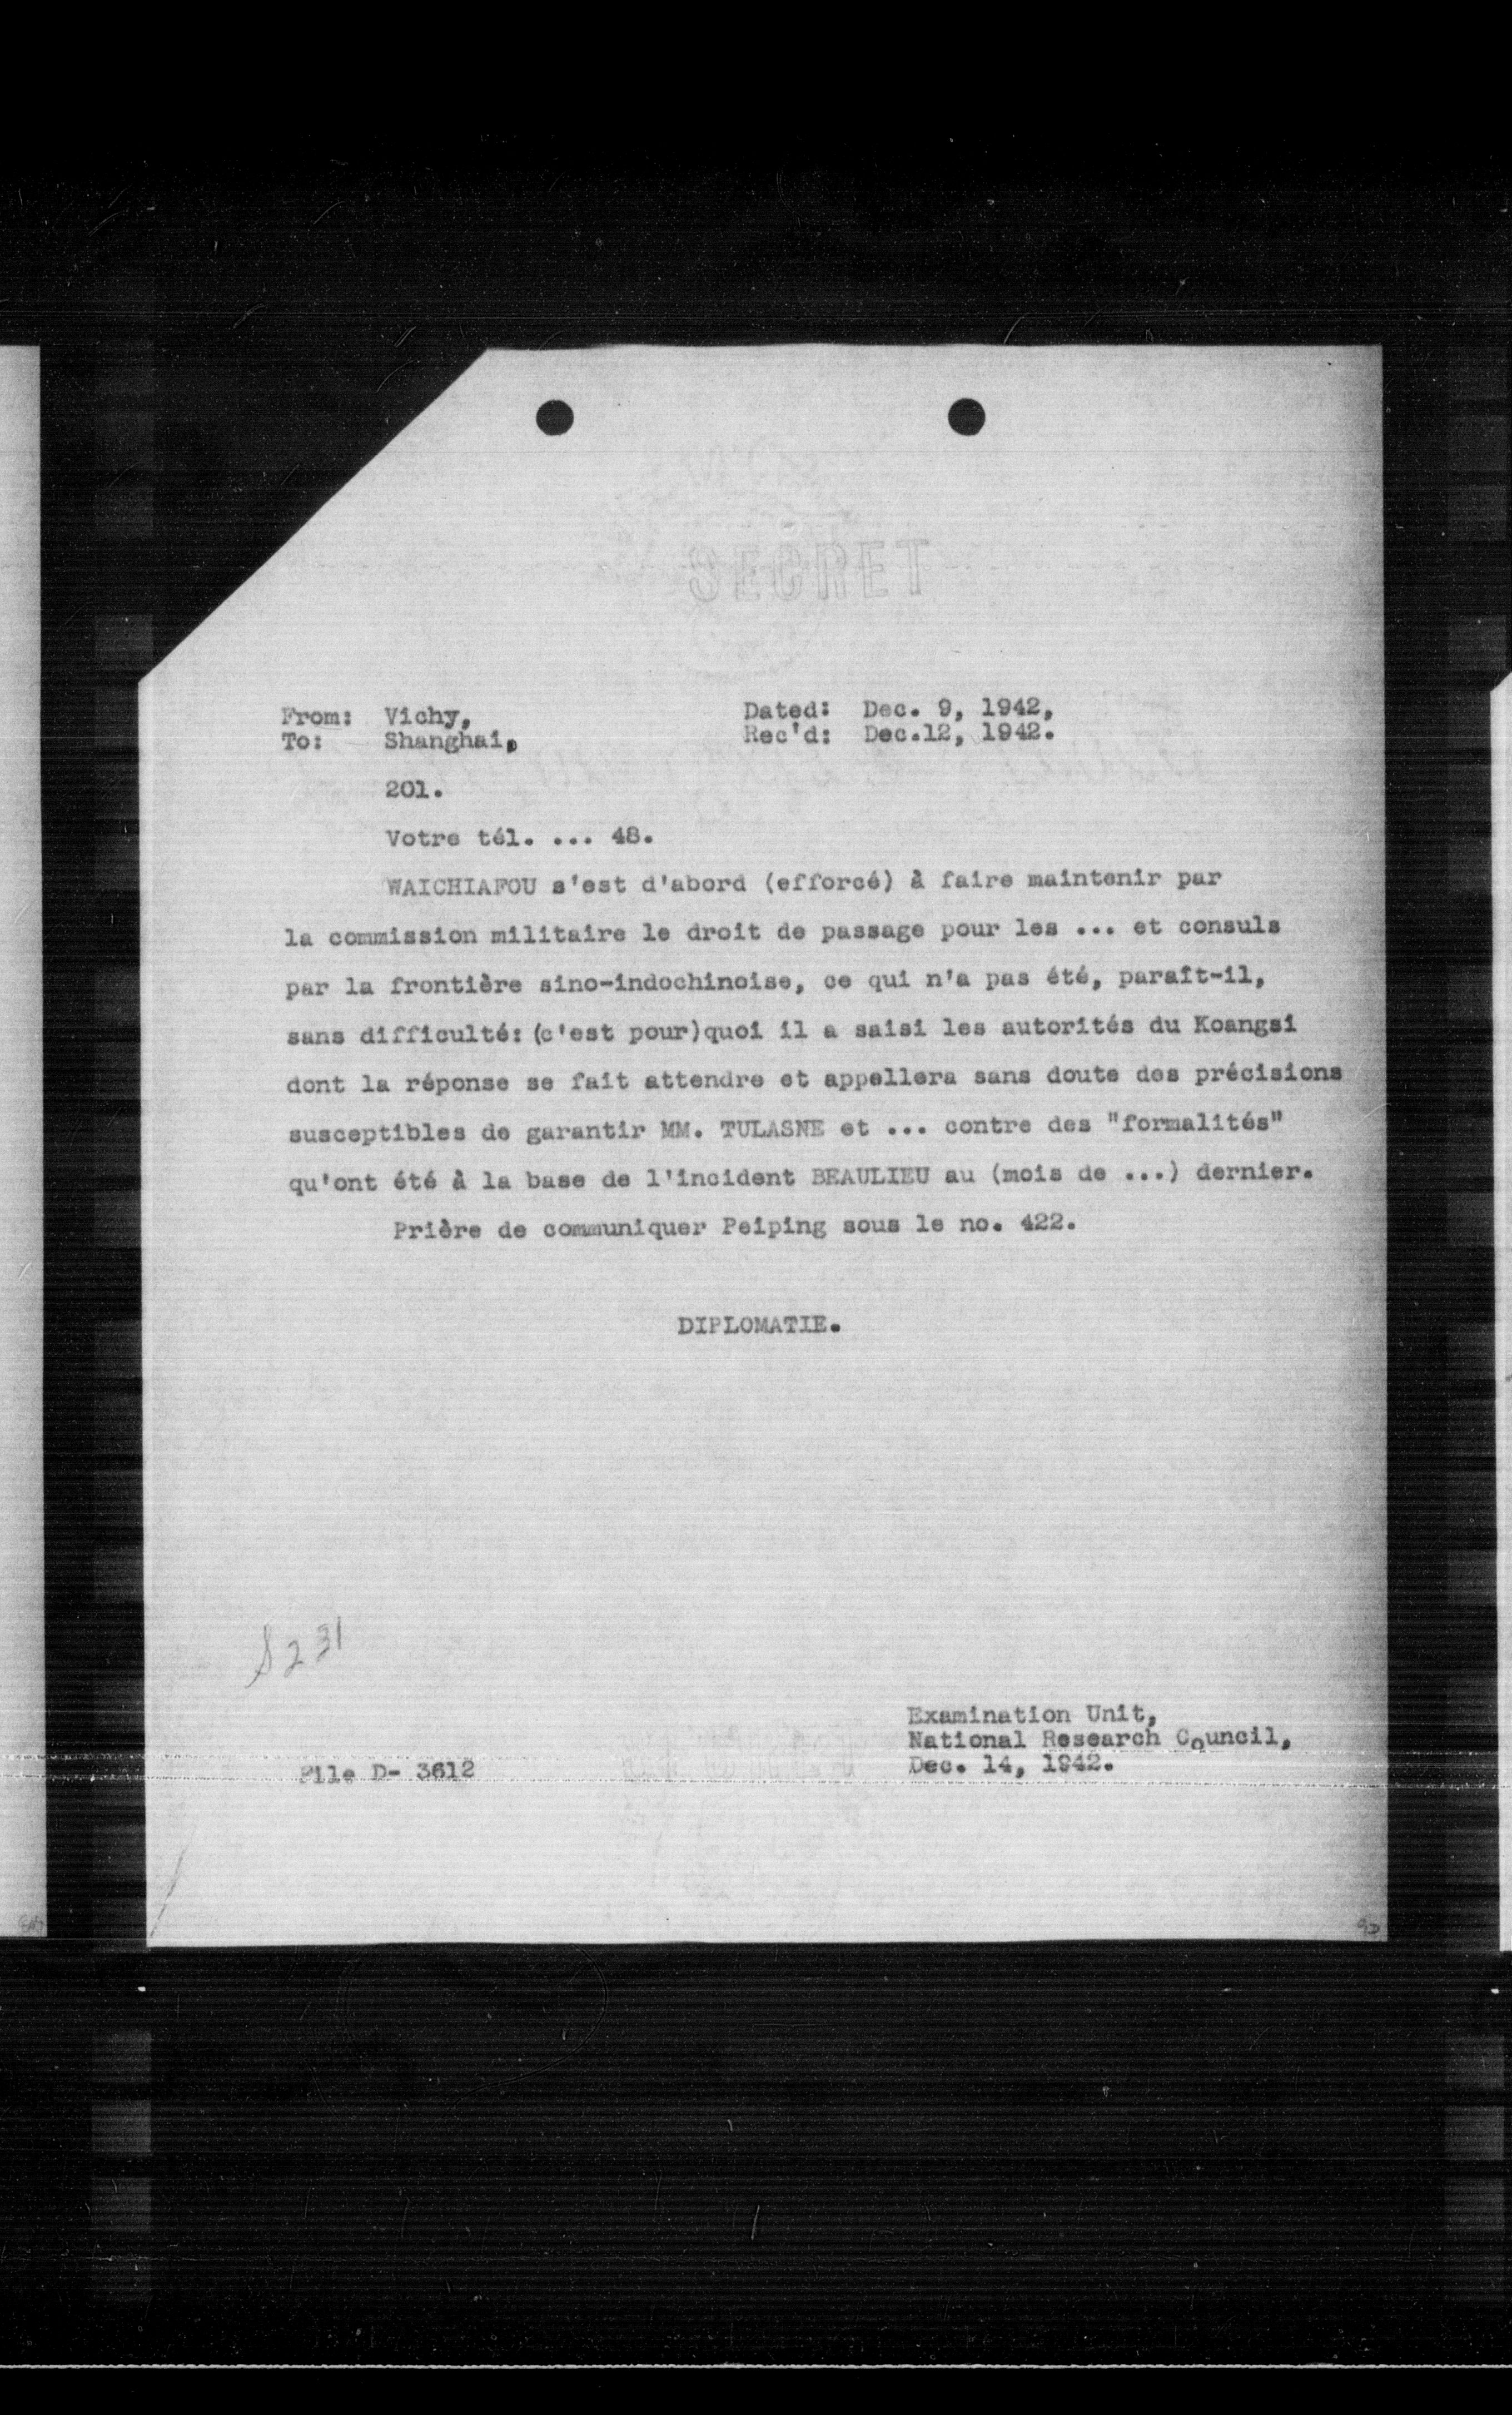 SECRET
From: Vichy,
To: Shanghai,
Dated: Dec. 9, 1942,
Rec'd: Dec.12, 1942.
201.
Votre tél. ... 48.
WAICHIAFOU s'est d'abord (efforcé) à faire maintenir par
la commission militaire le droit de passage pour les ... et consuls
par la frontière sino-indochinoise, ce qui n'a pas été, paraît-il,
sans difficulté: (c'est pour)quoi il a saisi les autorités du Koangsi
dont la réponse se fait attendre et appellera sans doute des précisions
susceptibles de garantir MM. TULASNE et ... contre des "formalités"
qu'ont été à la base de l'incident BEAULIEU au (mois de ...) dernier.
Prière de communiquer Peiping sous le no. 422.
DIPLOMATIE.
S231
Examination Unit,
National Research Council,
Dec. 14, 1942.
File D- 3612